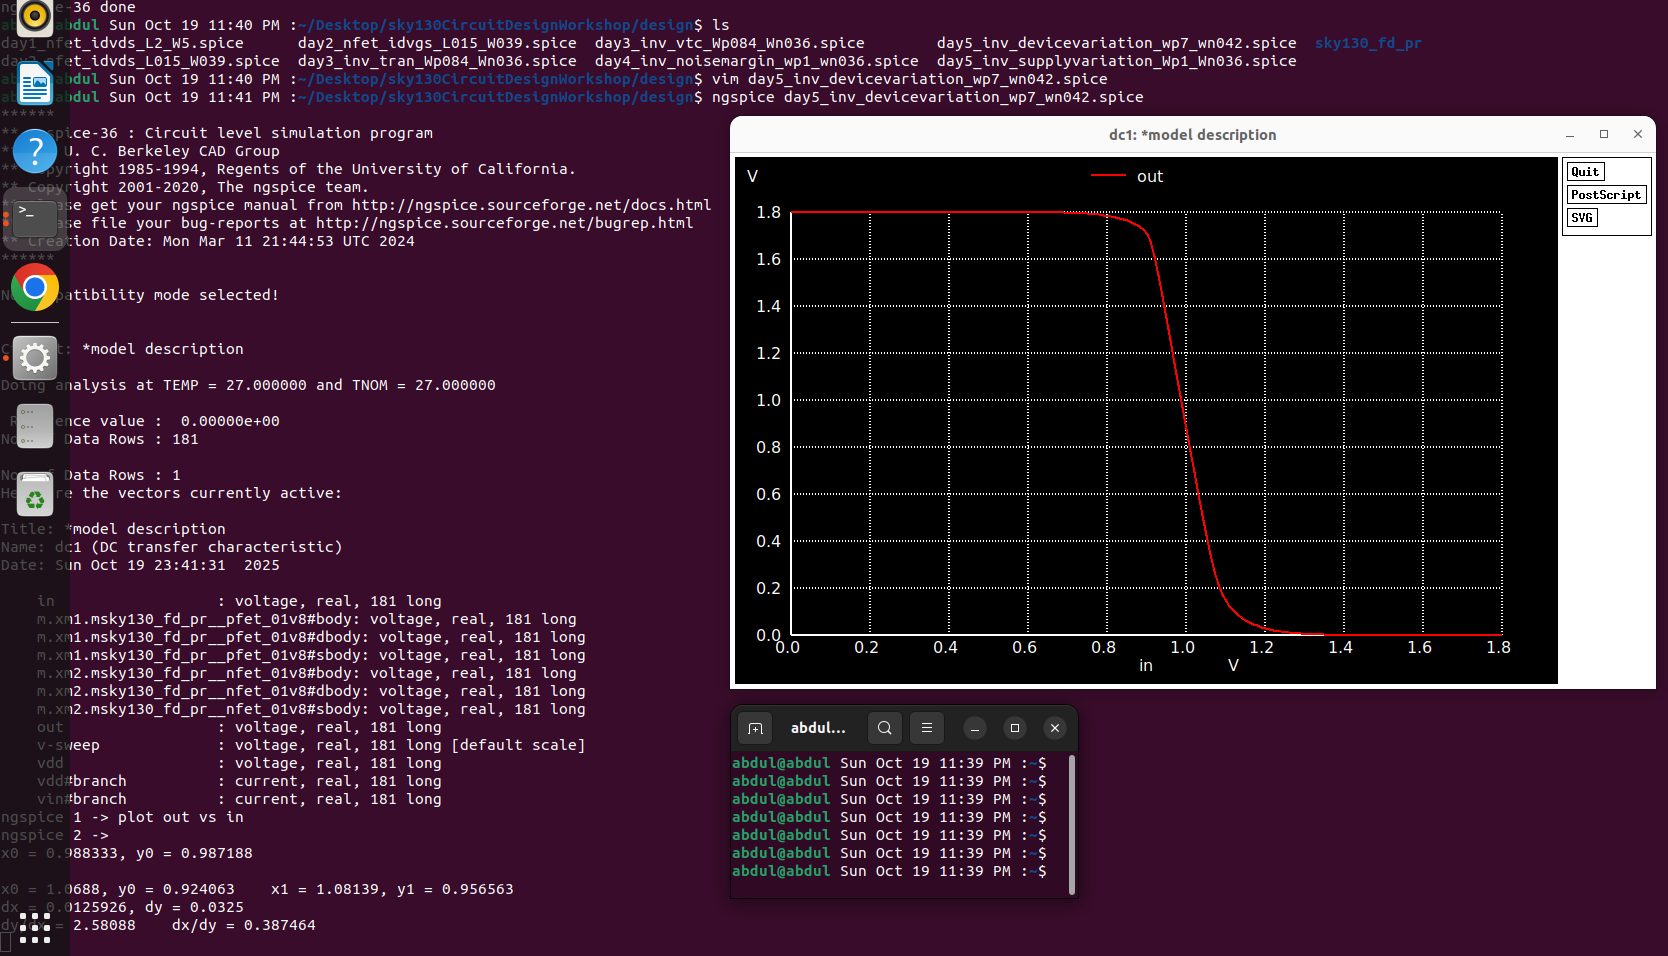 -36 done
dul Sun Oct 19 11:40 PM :~/Desktop/sky130CircuitDesignWorkshop/design$ ls
day1_nfet_idvds_L2_W5.spice day2_nfet_idvgs_L015_W039.spice day3_inv_vtc_Wp084_Wn036.spice day5_inv_devicevariation_wp7_wn042.spice sky130_fd_pr
fet_idvds_L015_W039.spice day3_inv_tran_Wp084_Wn036.spice day4_inv_noisemargin_wp1_wn036.spice day5_inv_supplyvariation_Wp1_Wn036.spice
abdul Sun Oct 19 11:40 PM :~/Desktop/sky130CircuitDesignWorkshop/design$ vim day5_inv_devicevariation_wp7_wn042.spice
abdul Sun Oct 19 11:41 PM :~/Desktop/sky130CircuitDesignWorkshop/design$ ngspice day5_inv_devicevariation_wp7_wn042.spice
******
** spice-36 : Circuit level simulation program
** U. C. Berkeley CAD Group
** yright 1985-1994, Regents of the University of California.
** Copyright 2001-2020, The ngspice team.
** ase get your ngspice manual from http://ngspice.sourceforge.net/docs.html
ase file your bug-reports at http://ngspice.sourceforge.net/bugrep.html
** Creation Date: Mon Mar 11 21:44:53 UTC 2024
******
No patibility mode selected!
C t: *model description
Doing analysis at TEMP = 27.000000 and TNOM = 27.000000
R ence value : 0.00000e+00
No Data Rows : 181
No. of Data Rows : 1
He re the vectors currently active:
Title: *model description
Name: dc1 (DC transfer characteristic)
Date: Sun Oct 19 23:41:31 2025
in : voltage, real, 181 long
m.xm1.msky130_fd_pr__pfet_01v8#body: voltage, real, 181 long
m.xm1.msky130_fd_pr__pfet_01v8#dbody: voltage, real, 181 long
m.xm1.msky130_fd_pr__pfet_01v8#sbody: voltage, real, 181 long
m.xm2.msky130_fd_pr__nfet_01v8#body: voltage, real, 181 long
m.xm2.msky130_fd_pr__nfet_01v8#dbody: voltage, real, 181 long
m.xm2.msky130_fd_pr__nfet_01v8#sbody: voltage, real, 181 long
out : voltage, real, 181 long
v-sweep : voltage, real, 181 long [default scale]
vdd : voltage, real, 181 long
vdd#branch : current, real, 181 long
vin#branch : current, real, 181 long
ngspice 1 -> plot out vs in
ngspice 2 ->
x0 = 0.988333, y0 = 0.987188
x0 = 1.0688, y0 = 0.924063 x1 = 1.08139, y1 = 0.956563
dx = 0.0125926, dy = 0.0325
dy/dx = 2.58088 dx/dy = 0.387464
dc1: *model description
Quit
PostScript
SVG
V
out
1.8
1.6
1.4
1.2
1.0
0.8
0.6
0.4
0.2
0.0
0.0 0.2 0.4 0.6 0.8 1.0 1.2 1.4 1.6 1.8
in V
abdul...
abdul@abdul Sun Oct 19 11:39 PM :~$
abdul@abdul Sun Oct 19 11:39 PM :~$
abdul@abdul Sun Oct 19 11:39 PM :~$
abdul@abdul Sun Oct 19 11:39 PM :~$
abdul@abdul Sun Oct 19 11:39 PM :~$
abdul@abdul Sun Oct 19 11:39 PM :~$
abdul@abdul Sun Oct 19 11:39 PM :~$